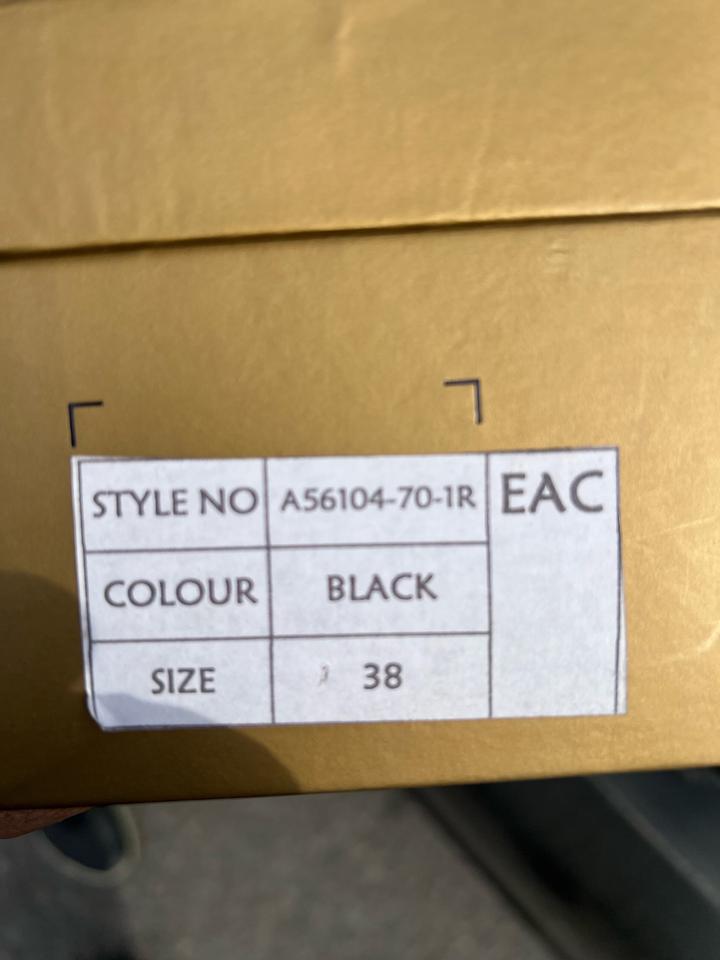 STYLE NO A56104-70-1R EAC
COLOUR BLACK
SIZE 38